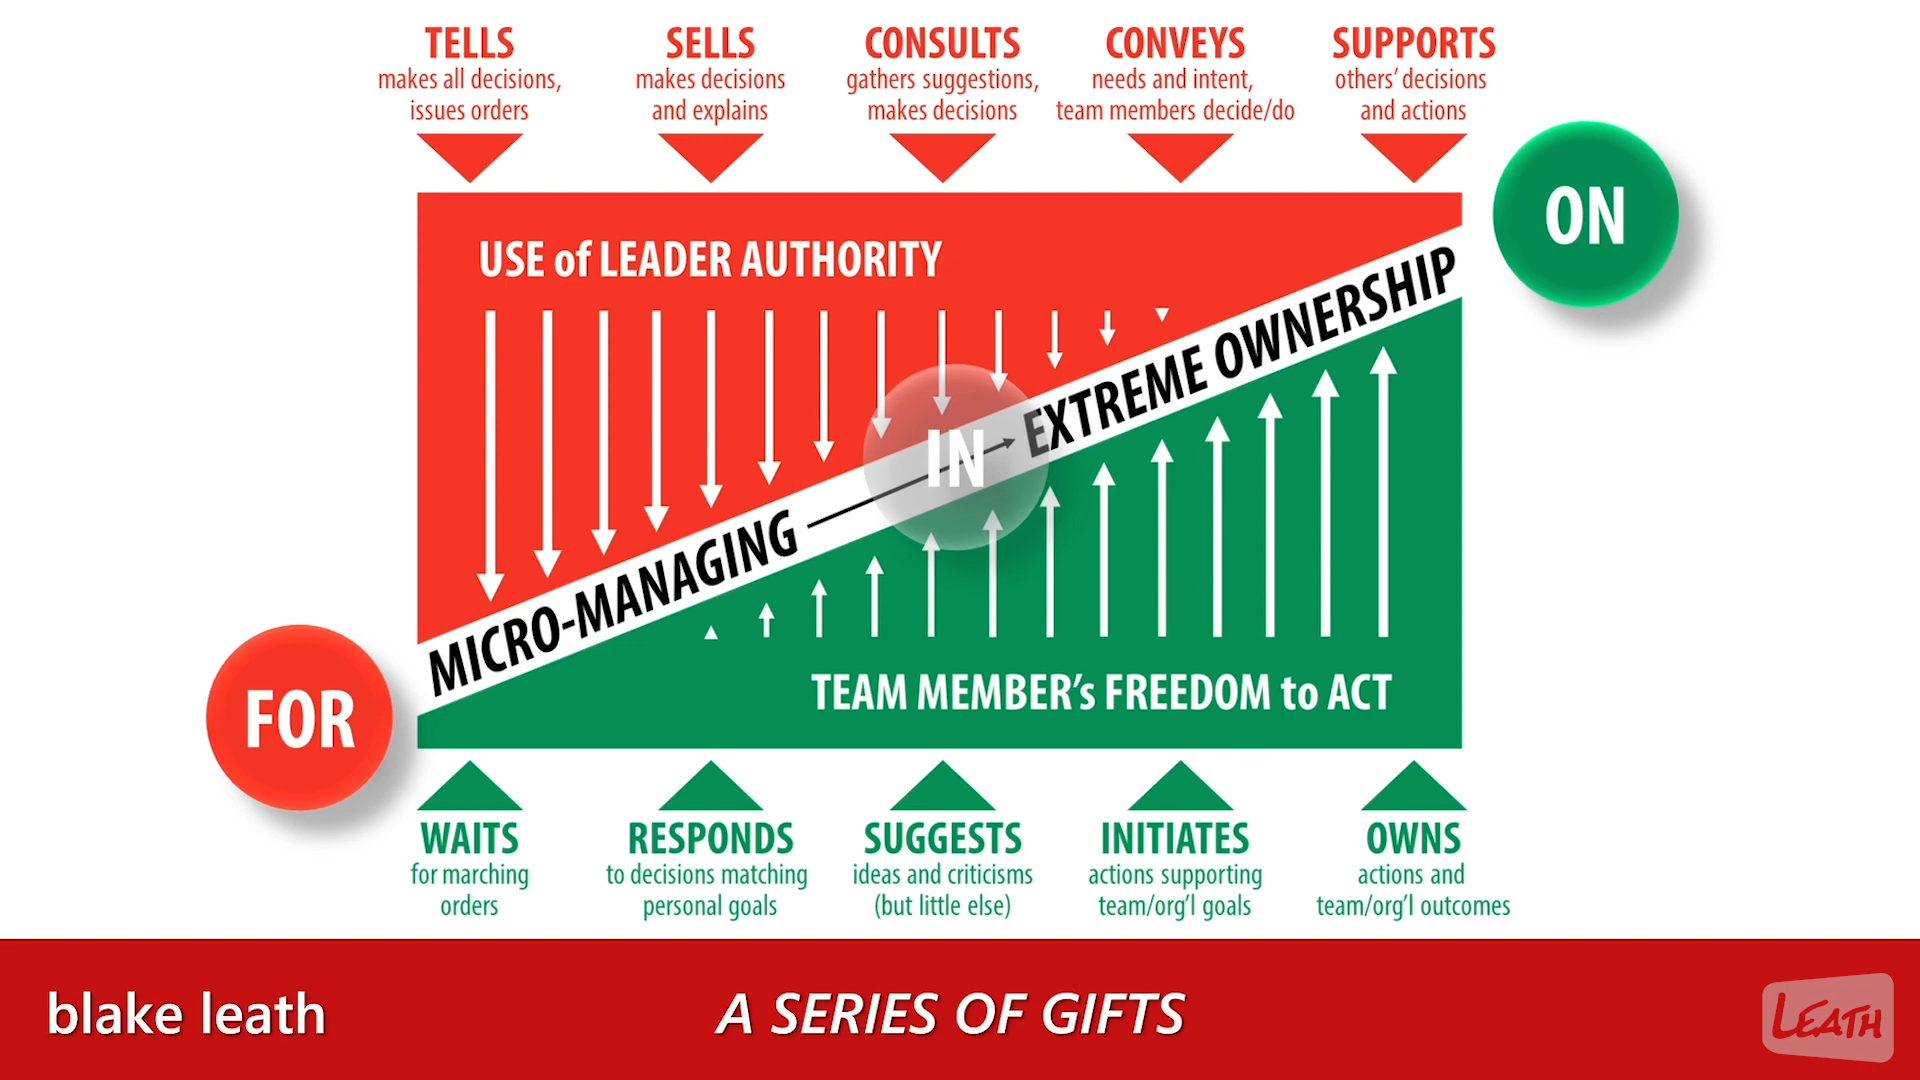 TELLS
makes all decisions,
issues orders
SELLS
makes decisions
and explains
CONSULTS
gathers suggestions,
makes decisions
CONVEYS
needs and intent,
team members decide/do
SUPPORTS
others' decisions
and actions
ON
USE of LEADER AUTHORITY
MICRO-MANAGING
IN
EXTREME OWNERSHIP
TEAM MEMBER's FREEDOM to ACT
FOR
WAITS
for marching
orders
RESPONDS
to decisions matching
personal goals
SUGGESTS
ideas and criticisms
(but little else)
INITIATES
actions supporting
team/org'l goals
OWNS
actions and
team/org'l outcomes
blake leath
A SERIES OF GIFTS
LEATH